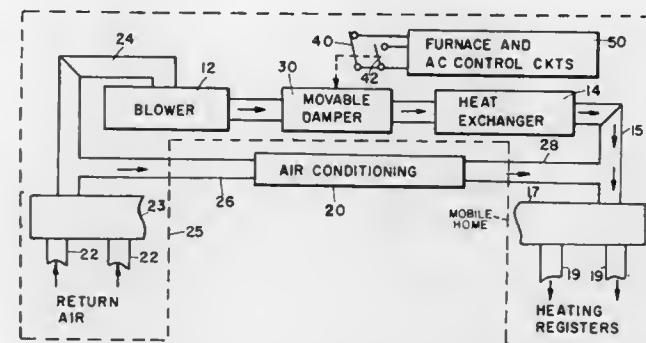 24
12
30
40
42
FURNACE AND
AC CONTROL CKTS
50
BLOWER
MOVABLE
DAMPER
HEAT
EXCHANGER
14
15
28
AIR CONDITIONING
20
26
25
23
22
22
RETURN
AIR
MOBILE
HOME
17
19
19
HEATING
REGISTERS